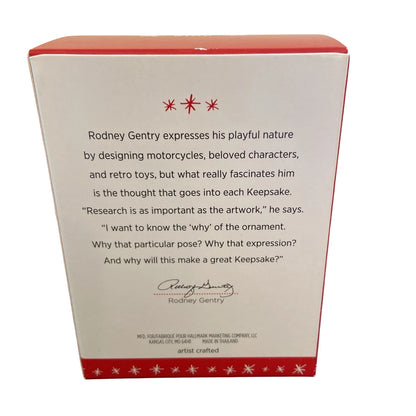 Rodney Gentry expresses his playful nature
by designing motorcycles, beloved characters,
and retro toys, but what really fascinates him
is the thought that goes into each Keepsake.
“Research is as important as the artwork,” he says.
“I want to know the ‘why’ of the ornament.
Why that particular pose? Why that expression?
And why will this make a great Keepsake?”
Rodney Gentry
Rodney Gentry
MFD. FOR/FABRIQUÉ POUR HALLMARK MARKETING COMPANY, LLC
KANSAS CITY, MO 64141 MADE IN THAILAND
artist crafted